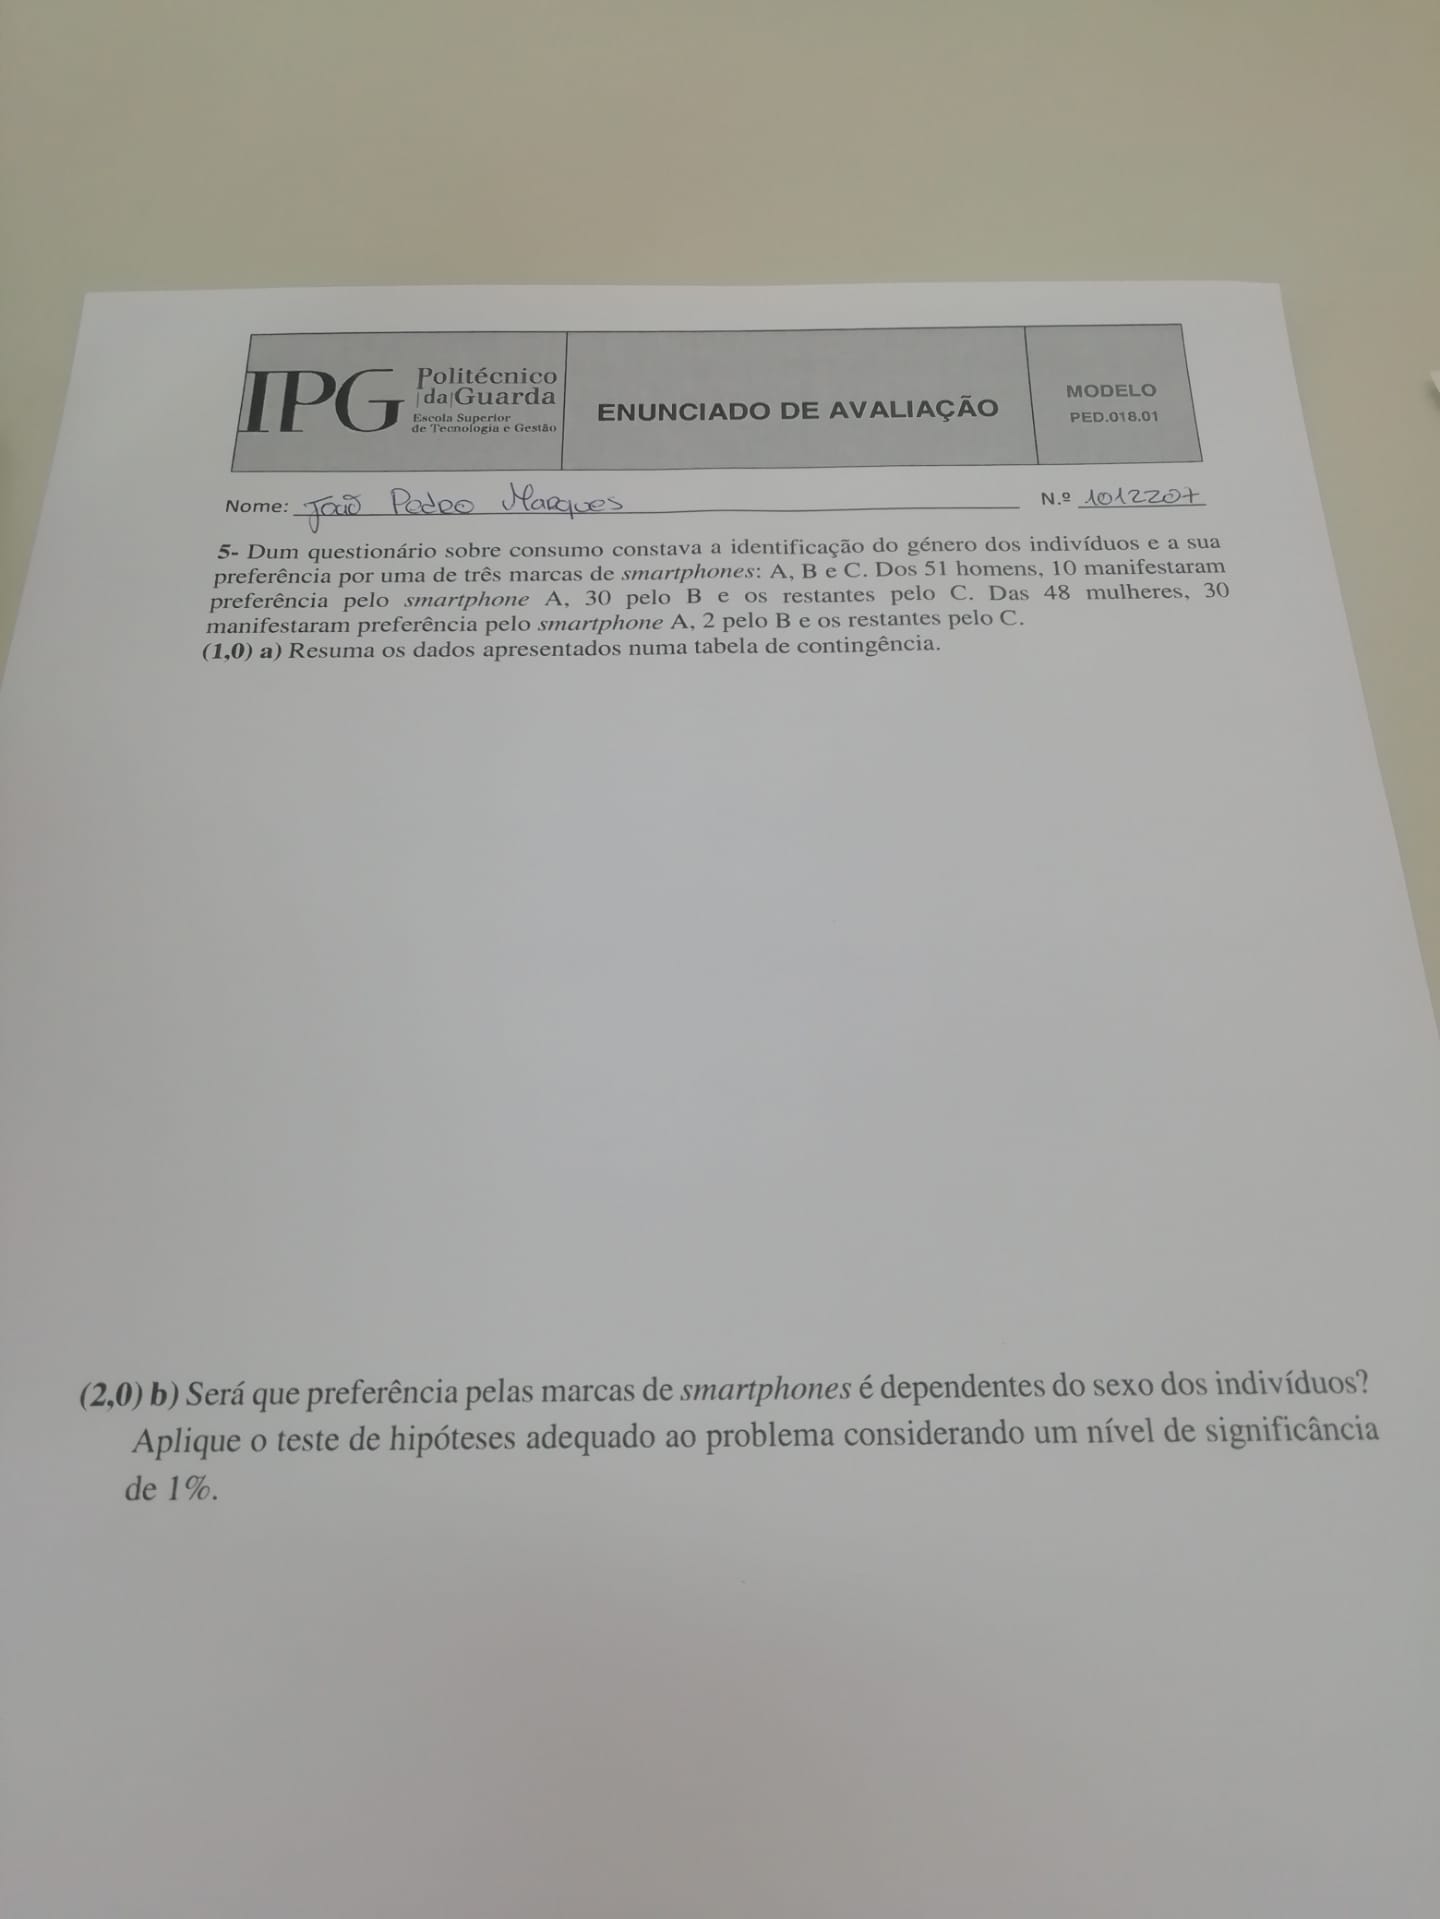 IPG Politécnico
|da|Guarda
Escola Superior
de Tecnologia e Gestão
ENUNCIADO DE AVALIAÇÃO
MODELO
PED.018.01
Nome: João Pedro Marques N.º 1012207
5- Dum questionário sobre consumo constava a identificação do género dos indivíduos e a sua
preferência por uma de três marcas de smartphones: A, B e C. Dos 51 homens, 10 manifestaram
preferência pelo smartphone A, 30 pelo B e os restantes pelo C. Das 48 mulheres, 30
manifestaram preferência pelo smartphone A, 2 pelo B e os restantes pelo C.
(1,0) a) Resuma os dados apresentados numa tabela de contingência.
(2,0) b) Será que preferência pelas marcas de smartphones é dependentes do sexo dos indivíduos?
Aplique o teste de hipóteses adequado ao problema considerando um nível de significância
de 1%.